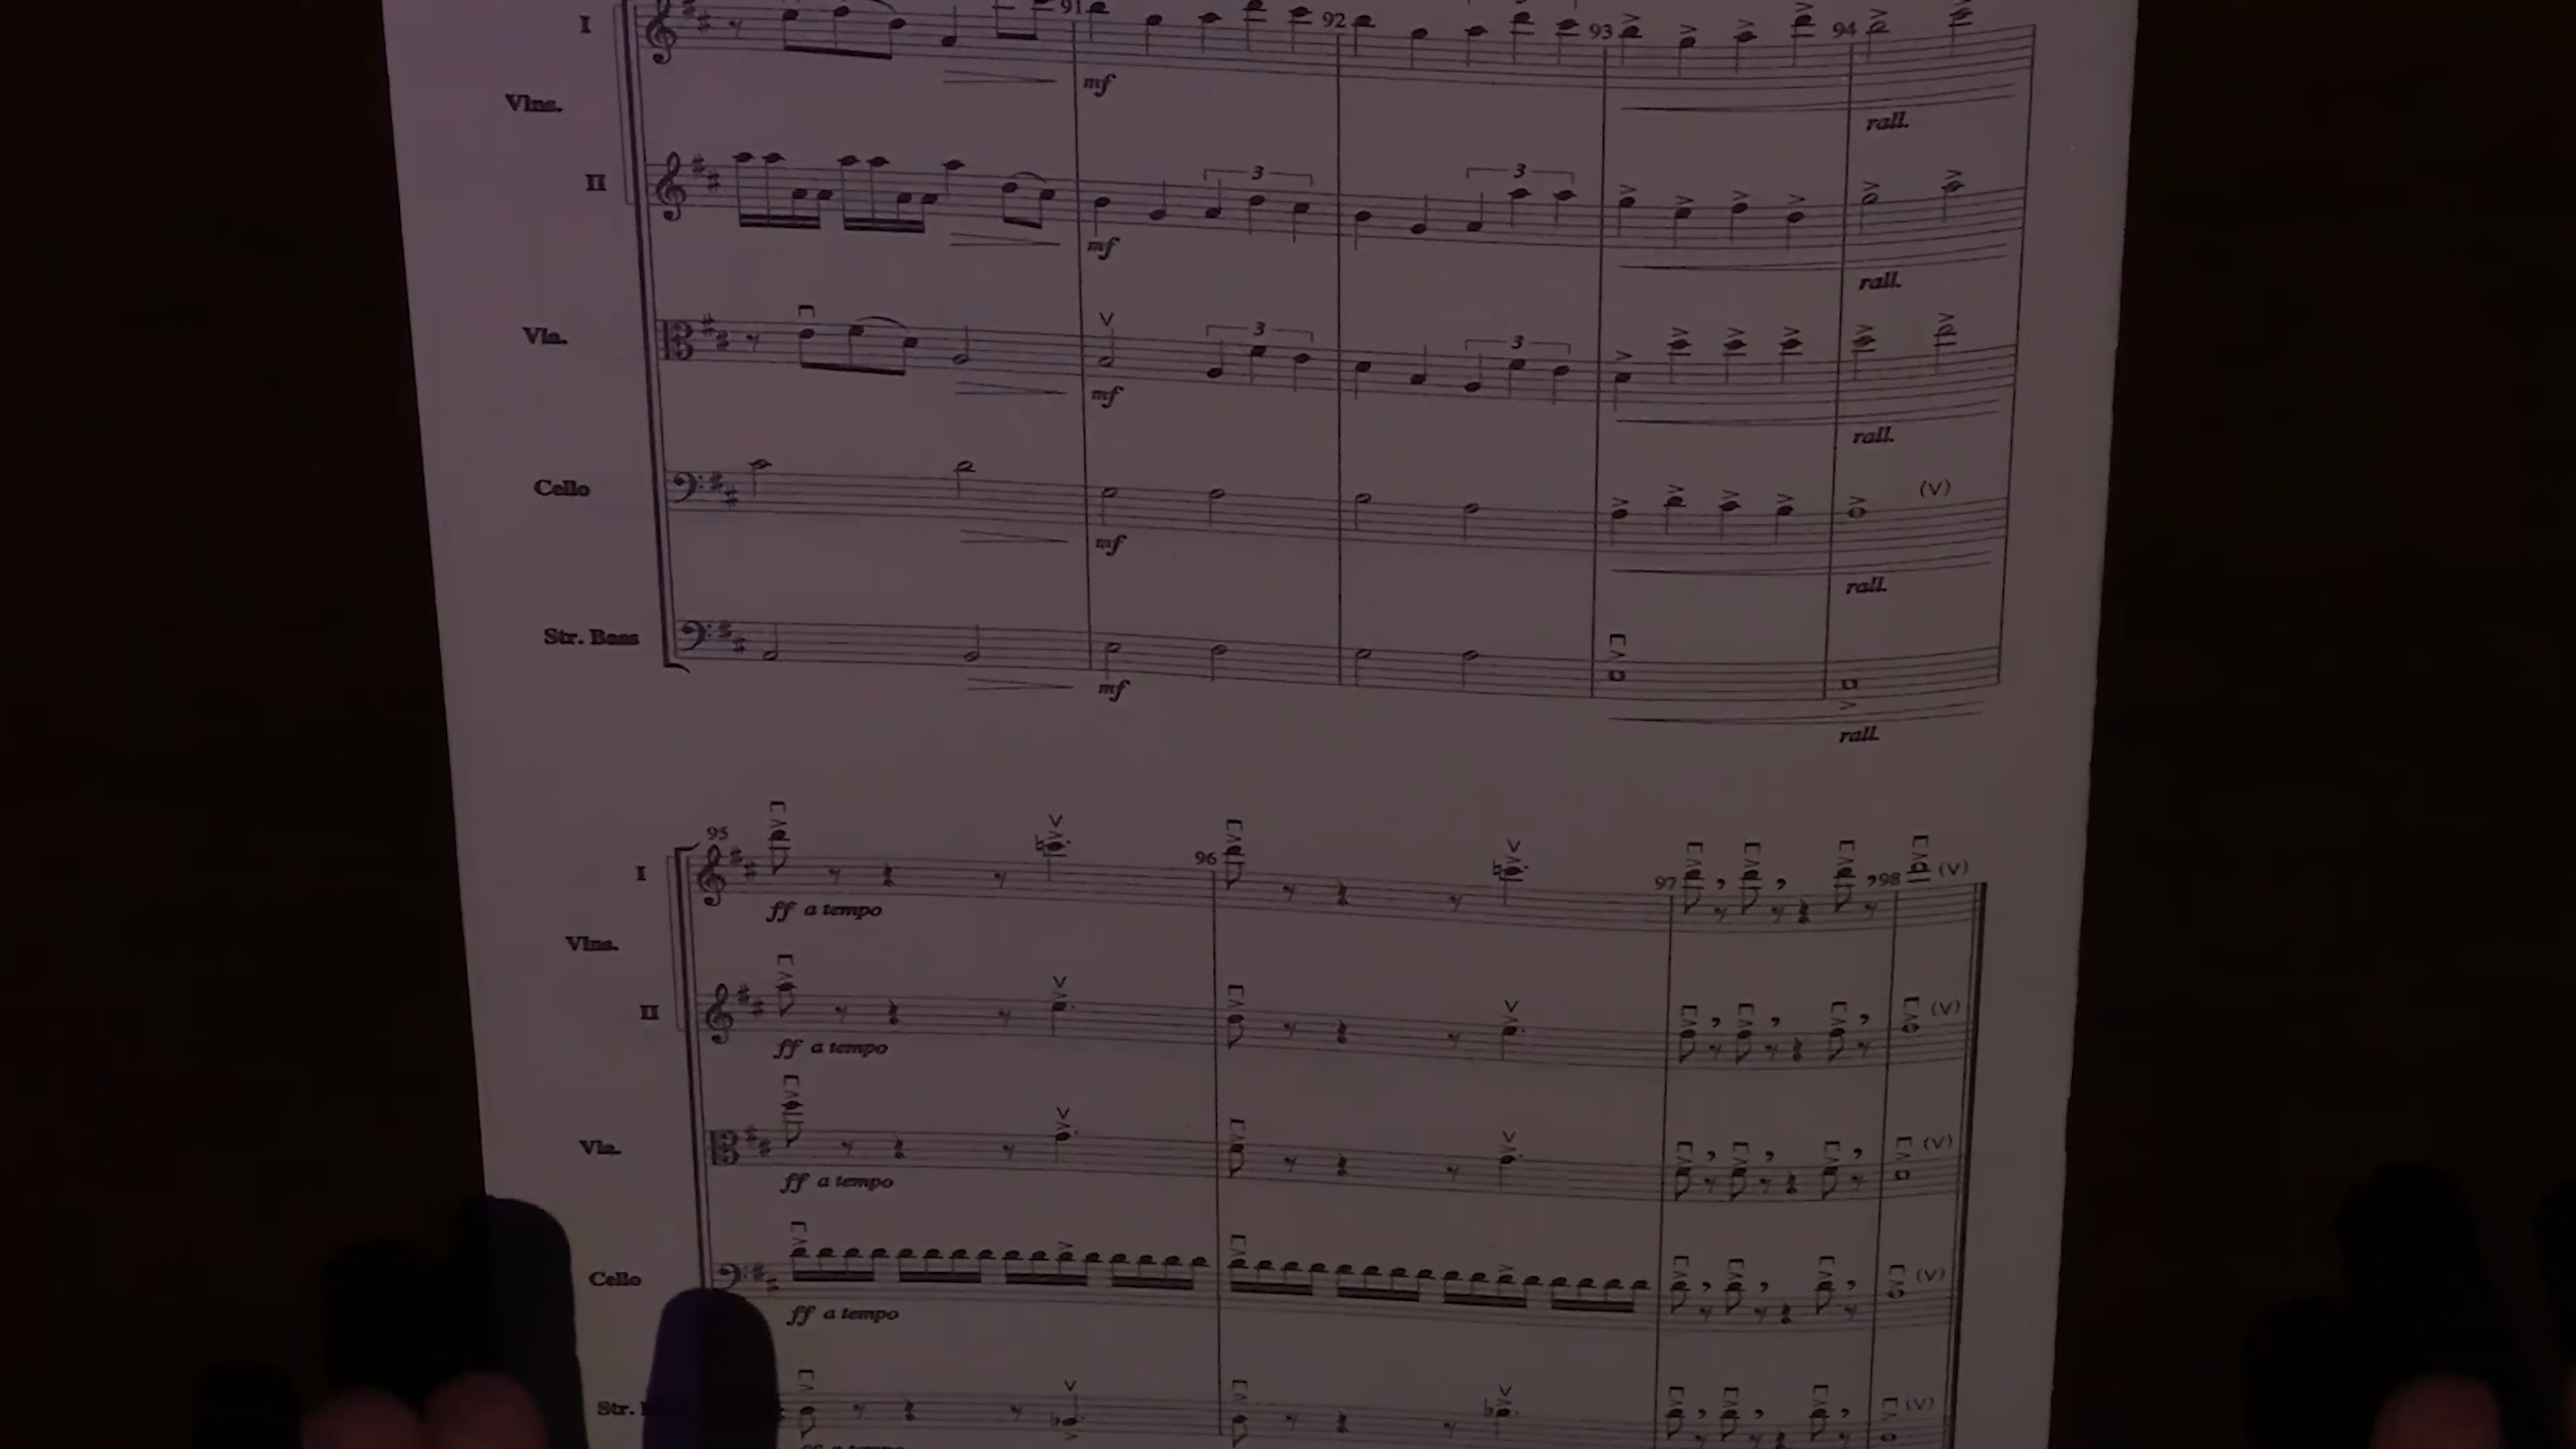 I 91 92 93 94
mf
Vlns. rall.
3 3
II
mf
rall.
Vla. 3 3
mf
rall.
Cello (V)
mf
rall.
Str. Bass
mf
rall.
95 96 97 98 (V)
I
ff a tempo
Vlns.
II (V)
ff a tempo
Vla. (V)
ff a tempo
Cello (V)
ff a tempo
Str. (V)